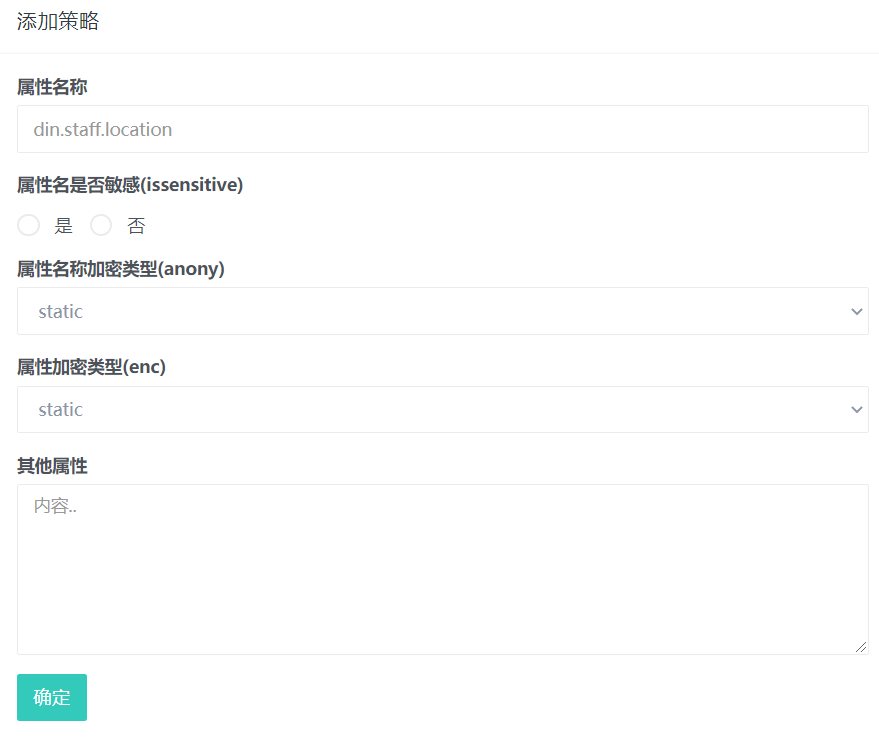 添加策略
属性名称
din.staff.location
属性名是否敏感(issensitive)
是 否
属性名称加密类型(anony)
static
属性加密类型(enc)
static
其他属性
内容..
确定